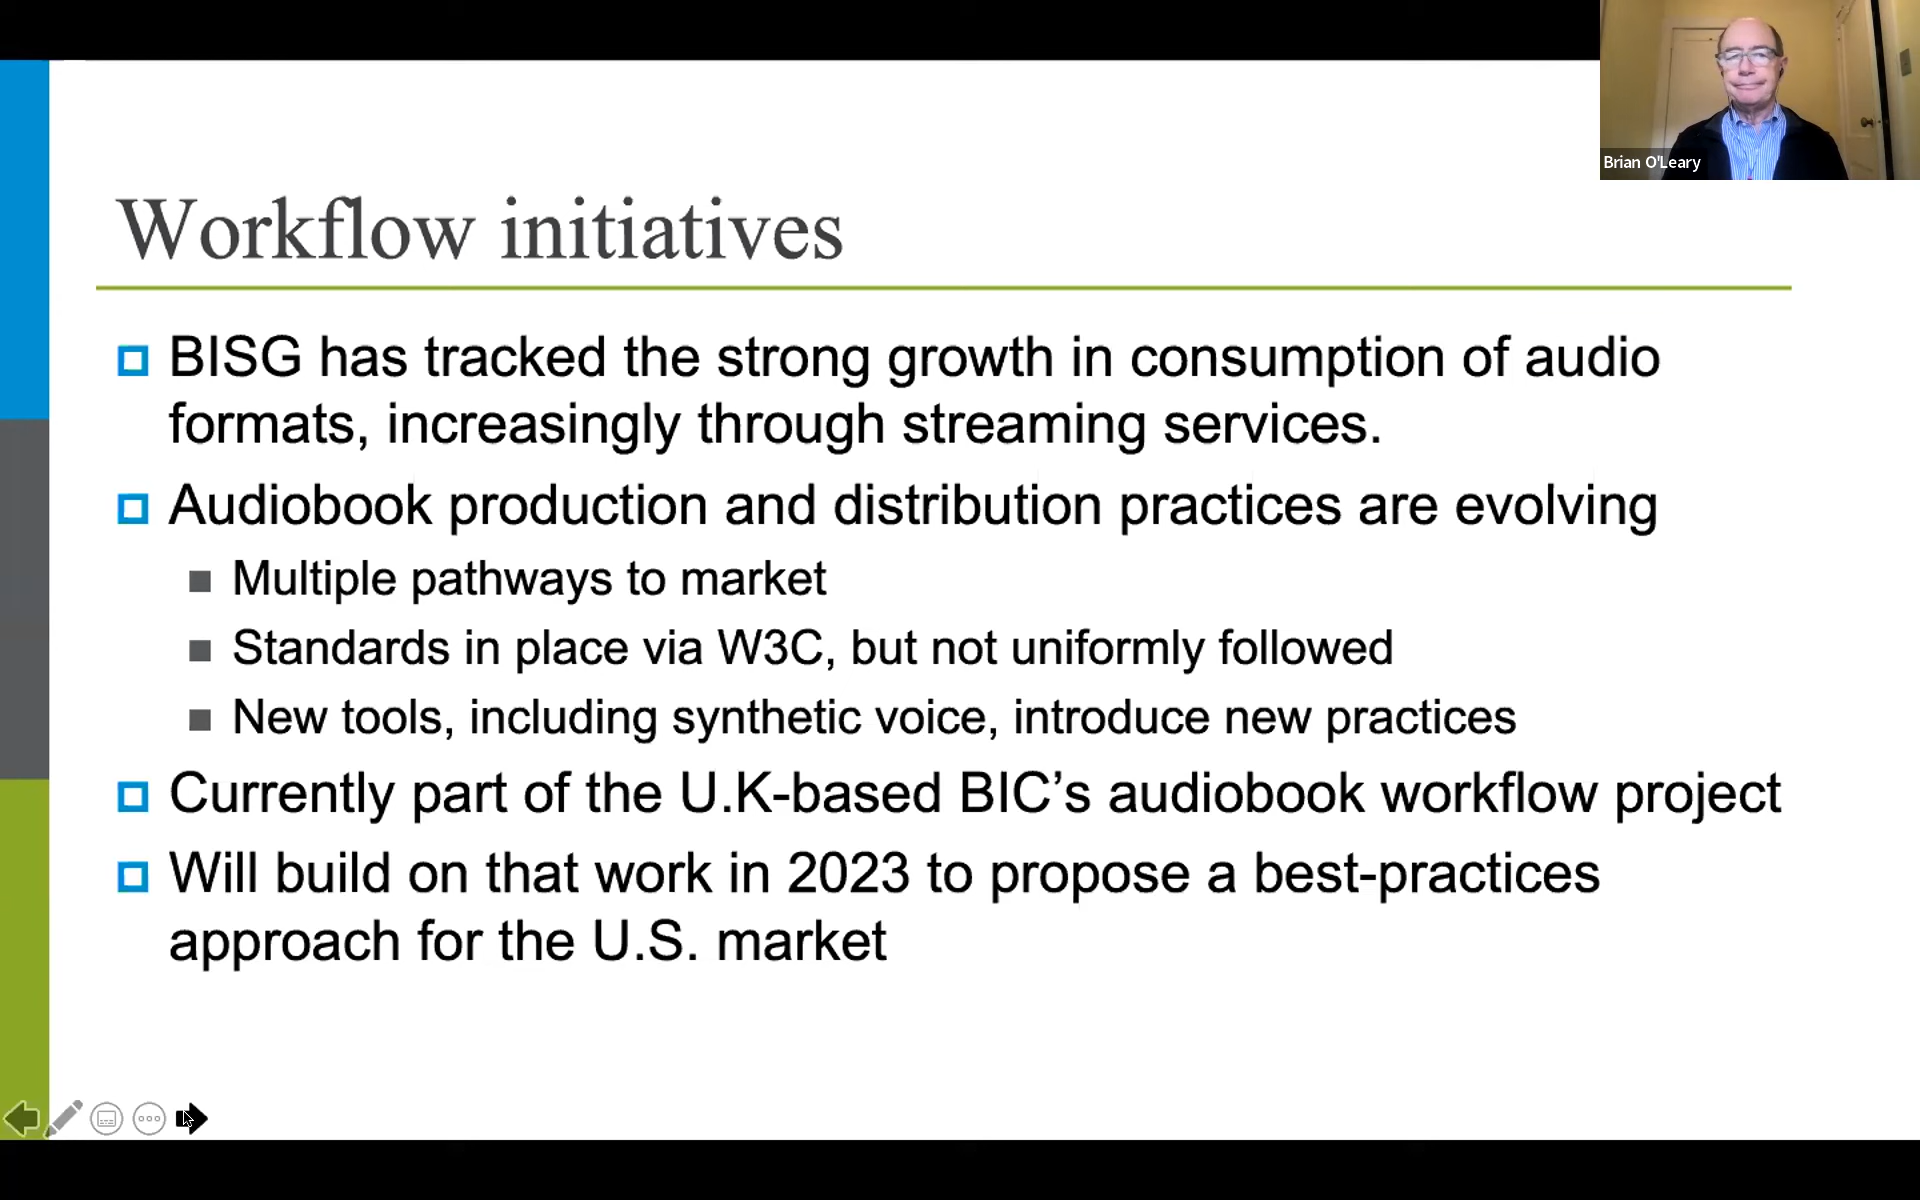 Brian O'Leary
Workflow initiatives
BISG has tracked the strong growth in consumption of audio
formats, increasingly through streaming services.
Audiobook production and distribution practices are evolving
Multiple pathways to market
Standards in place via W3C, but not uniformly followed
New tools, including synthetic voice, introduce new practices
Currently part of the U.K-based BIC’s audiobook workflow project
Will build on that work in 2023 to propose a best-practices
approach for the U.S. market